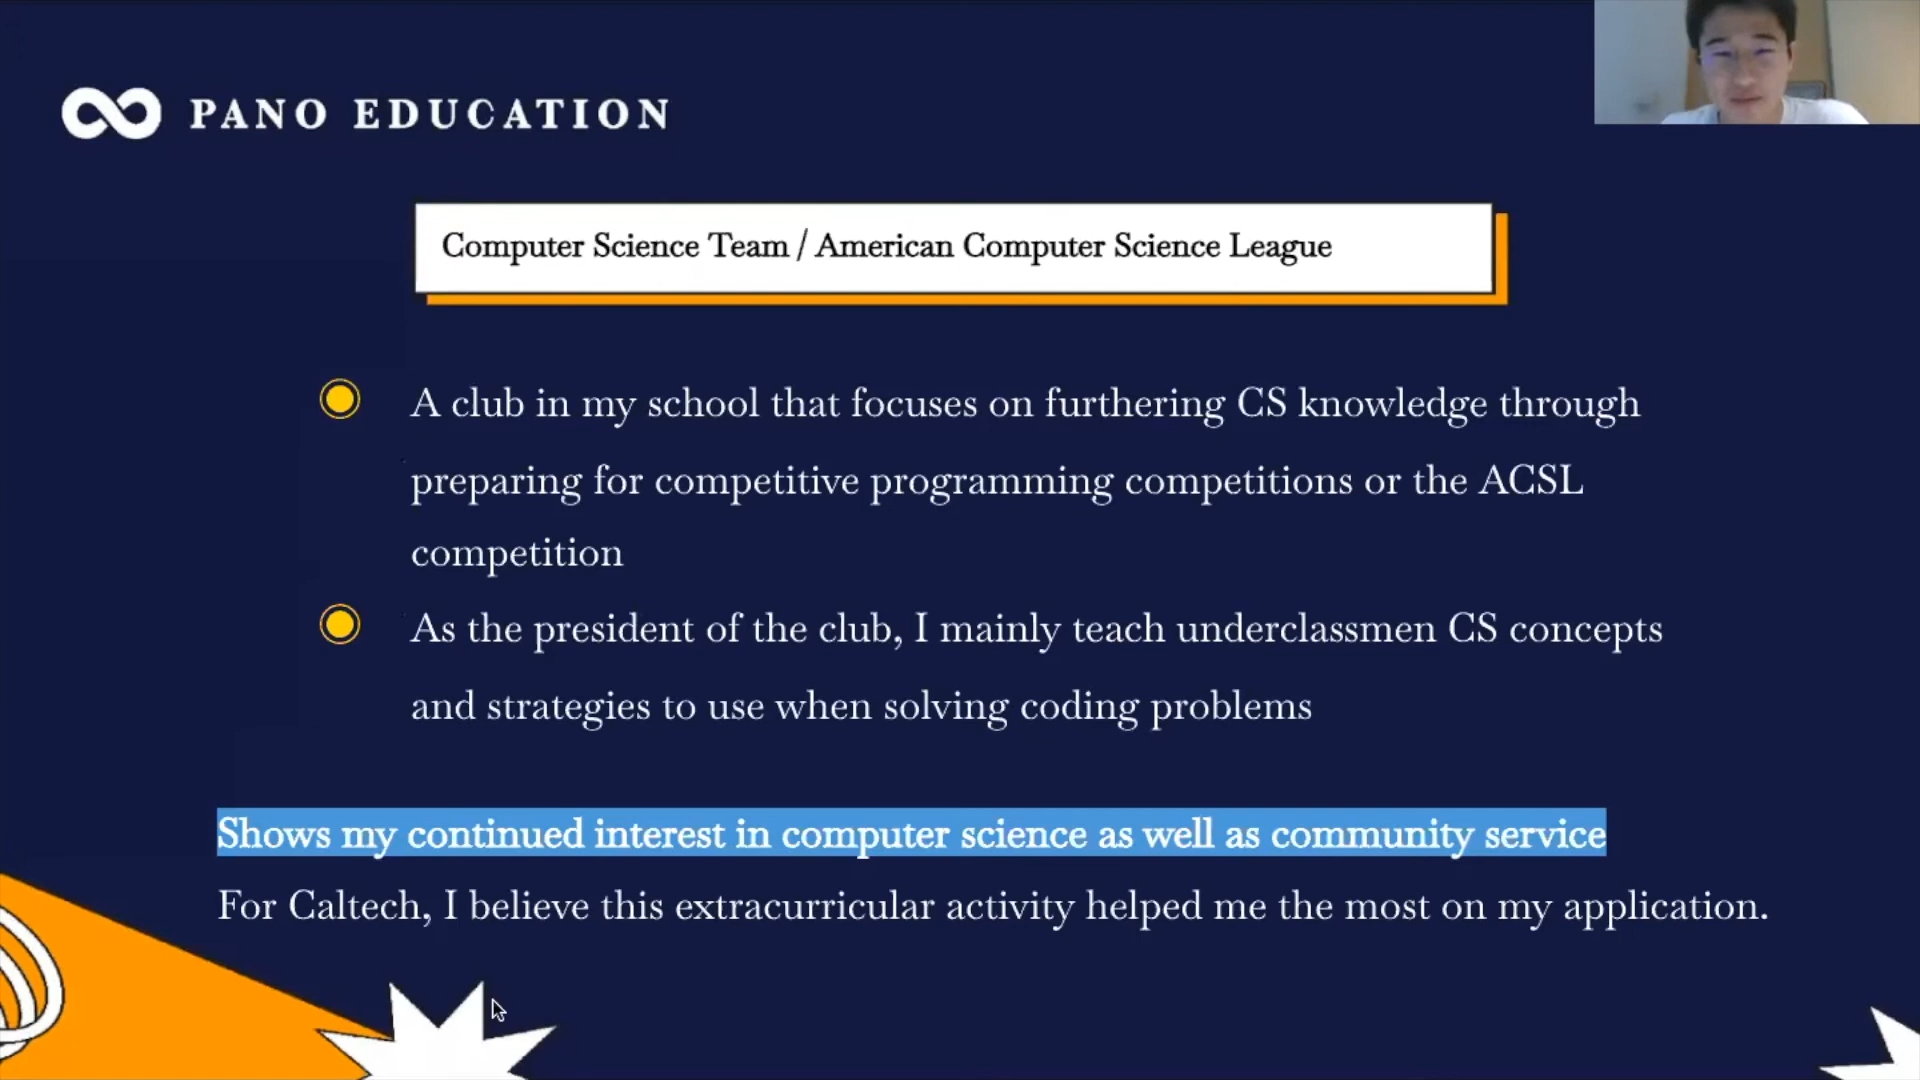 PANO EDUCATION
Computer Science Team / American Computer Science League
A club in my school that focuses on furthering CS knowledge through
preparing for competitive programming competitions or the ACSL
competition
As the president of the club, I mainly teach underclassmen CS concepts
and strategies to use when solving coding problems
Shows my continued interest in computer science as well as community service
For Caltech, I believe this extracurricular activity helped me the most on my application.